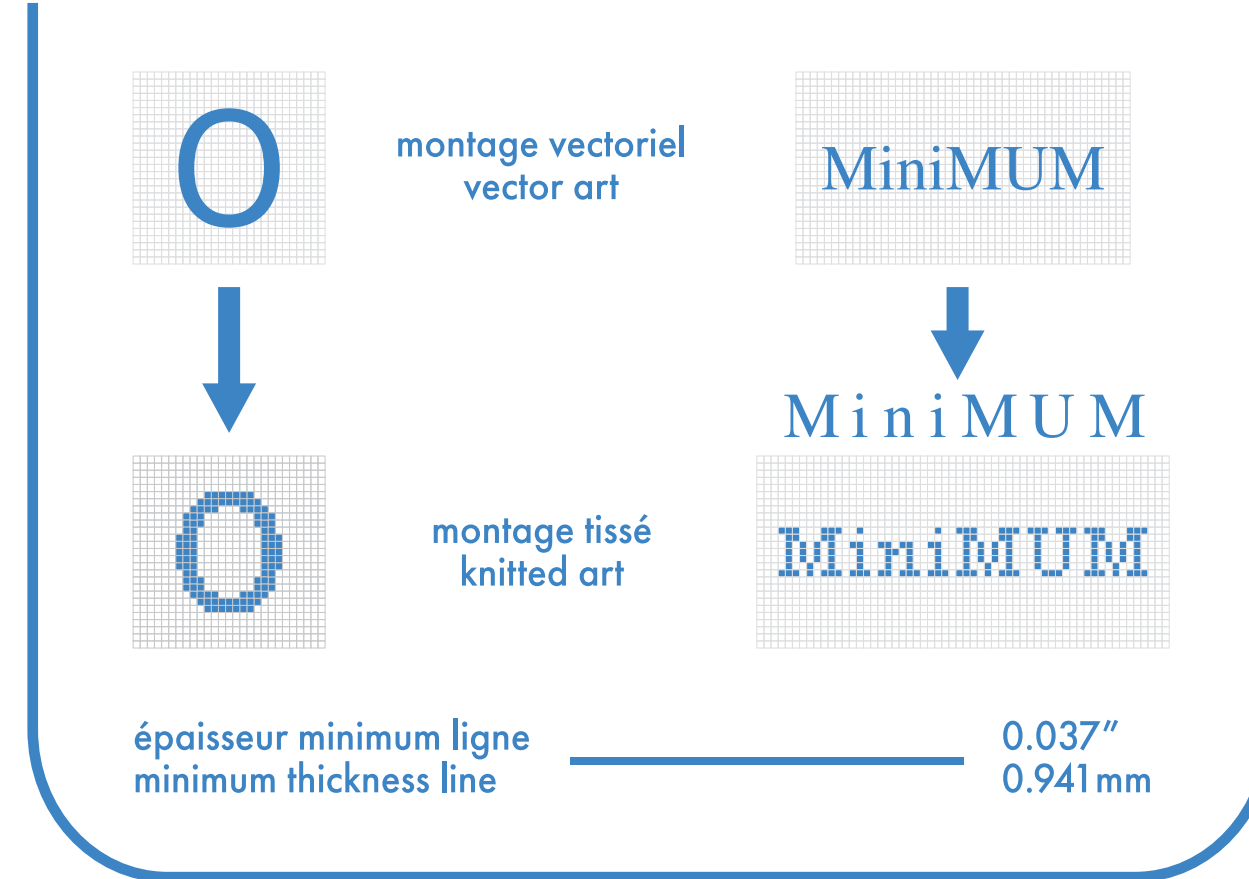 O
montage vectoriel
vector art
MiniMUM
MiniMUM
O
montage tissé
knitted art
MiniMUM
épaisseur minimum ligne
minimum thickness line
0.037"
0.941mm